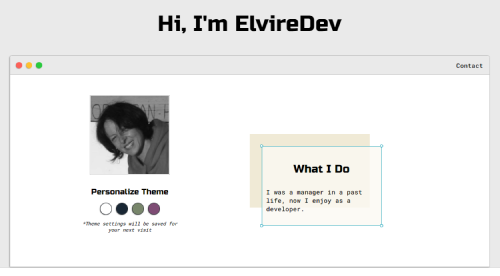 Hi, I'm ElvireDev
Contact
Personalize Theme
*Theme settings will be saved for
your next visit
What I Do
I was a manager in a past
life, now I enjoy as a
developer.